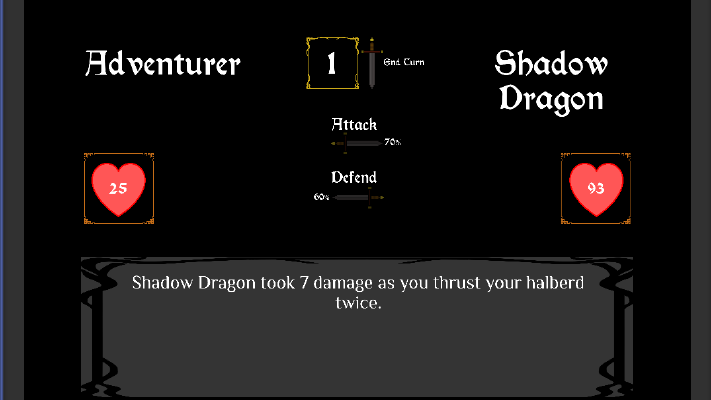 Adventurer
1
End Turn
Shadow
Dragon
Attack
70%
Defend
60%
25
93
Shadow Dragon took 7 damage as you thrust your halberd
twice.